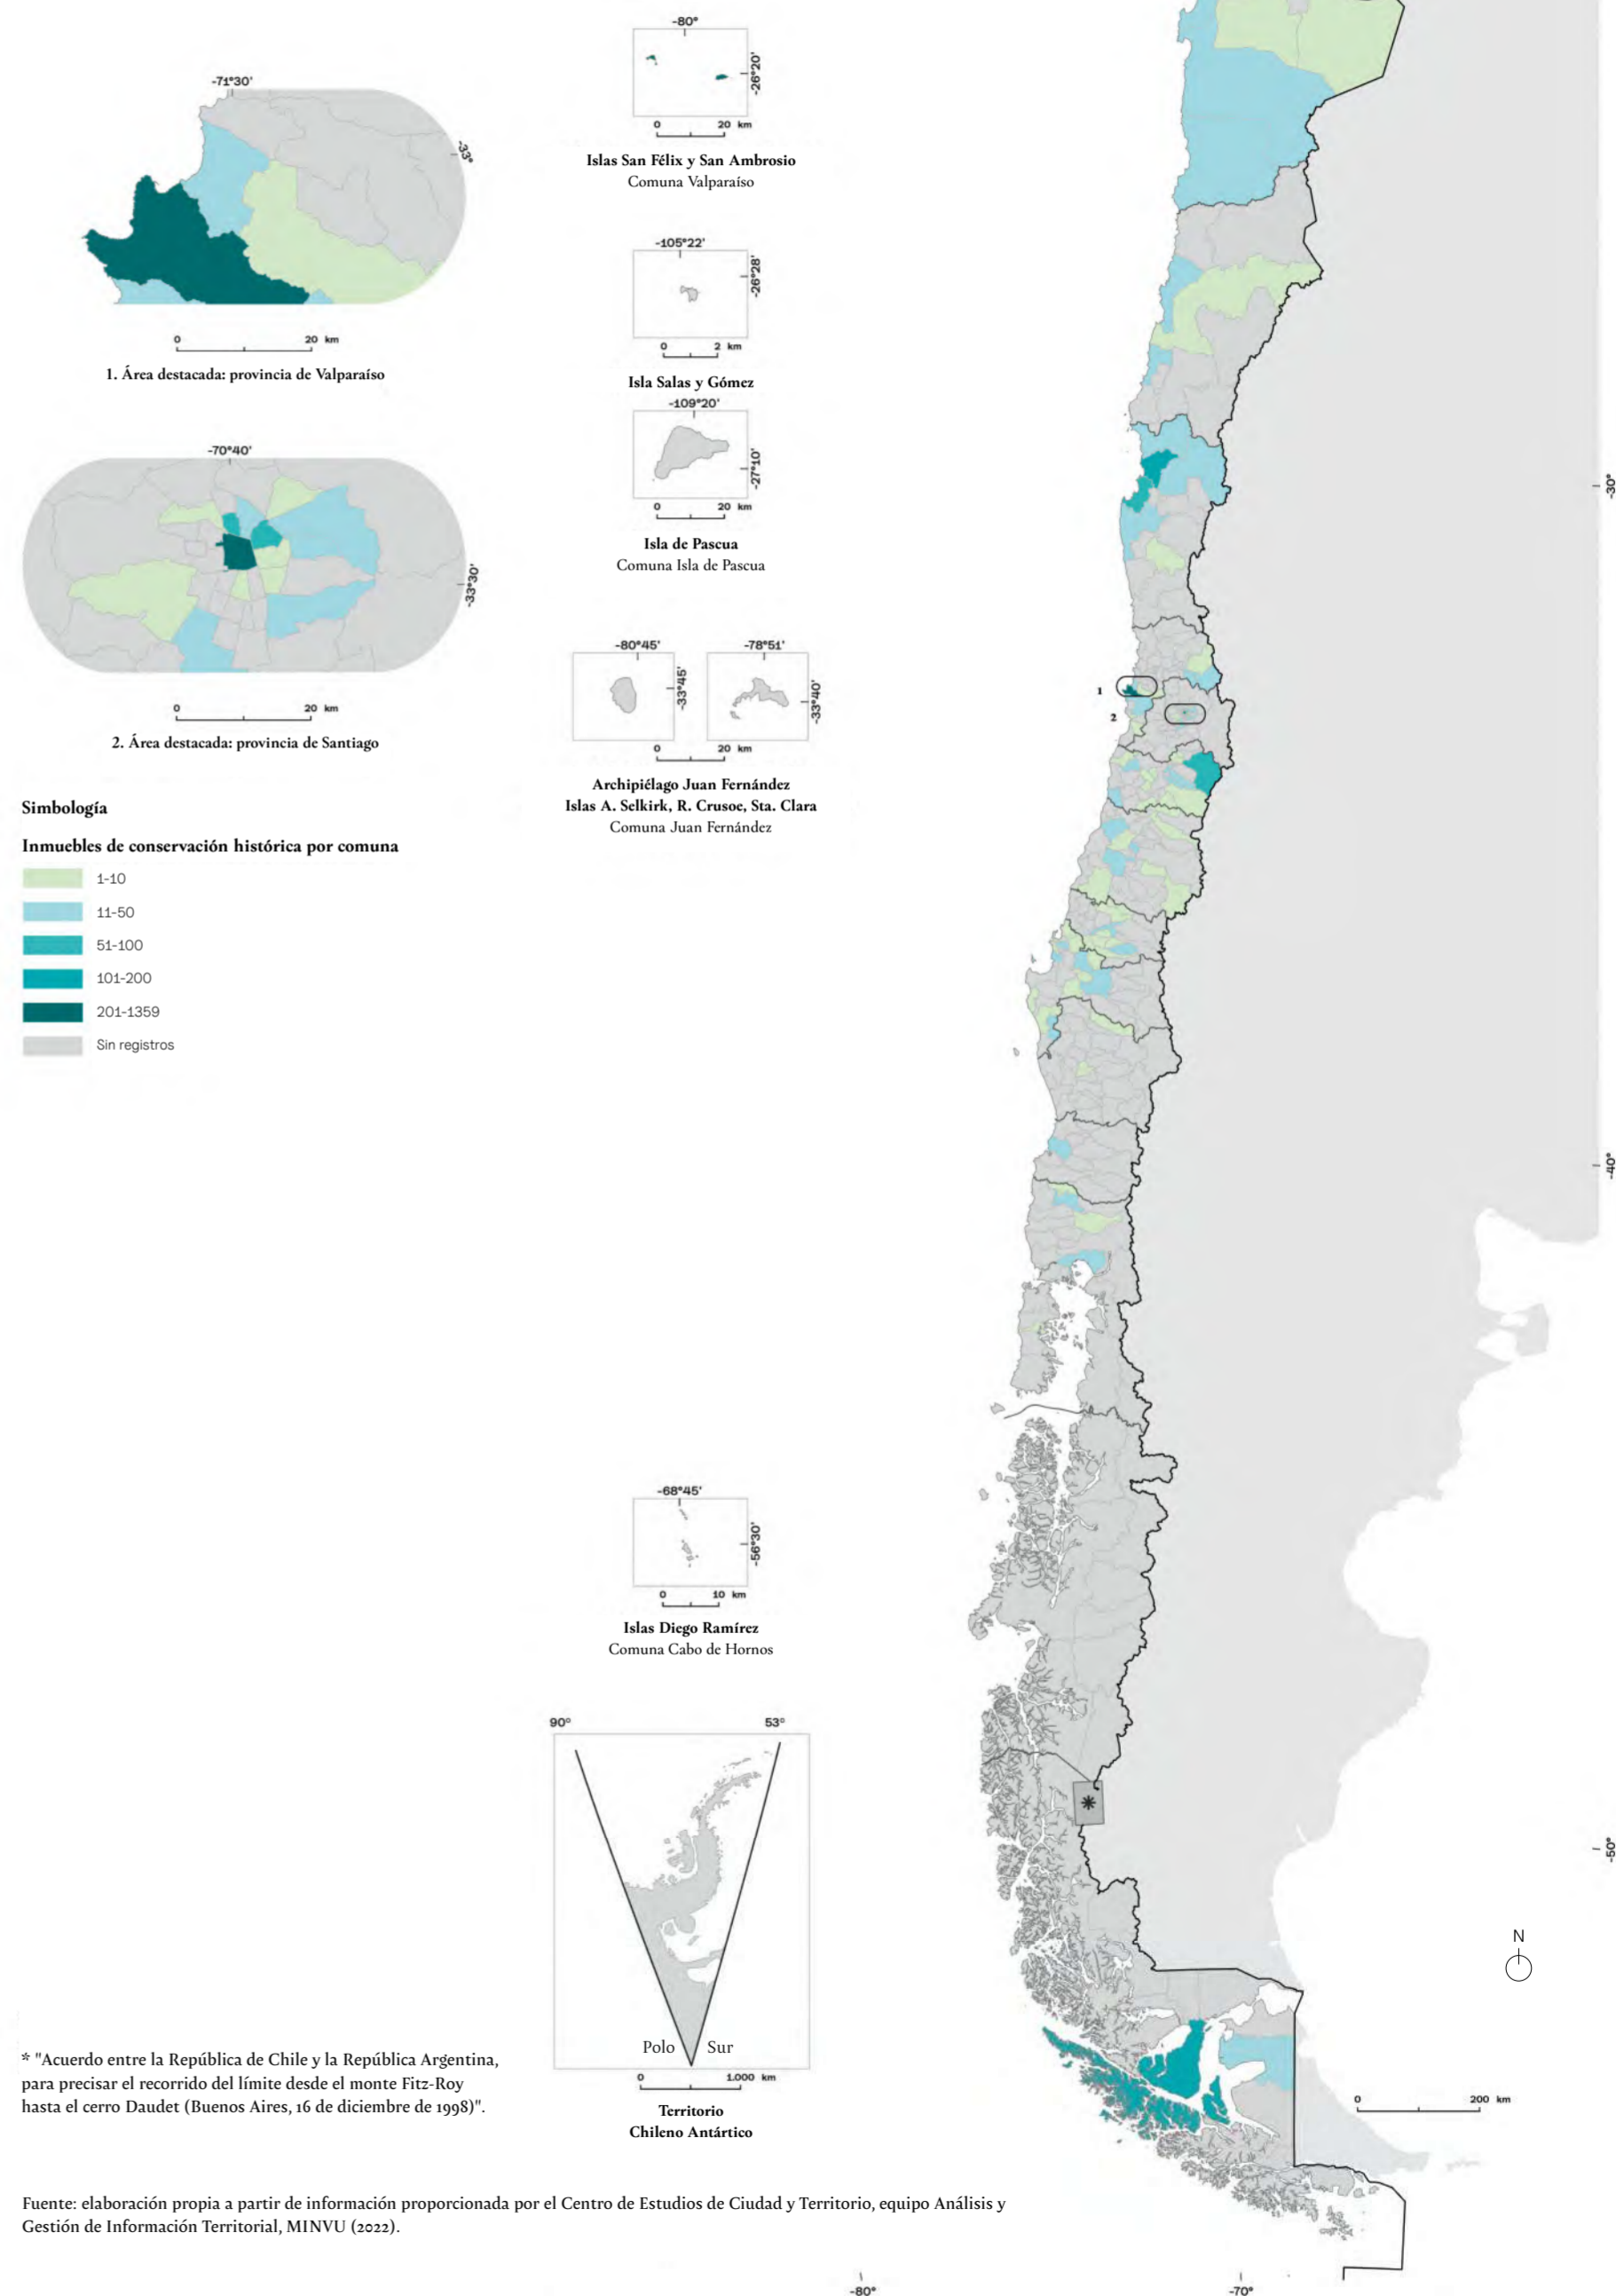 -71°30'
-33°
0 20 km
1. Área destacada: provincia de Valparaíso
-70°40'
-33°30'
0 20 km
2. Área destacada: provincia de Santiago
Simbología
Inmuebles de conservación histórica por comuna
1-10
11-50
51-100
101-200
201-1359
Sin registros
-80°
-26°20'
0 20 km
Islas San Félix y San Ambrosio
Comuna Valparaíso
-105°22'
-26°28'
0 2 km
Isla Salas y Gómez
-109°20'
-27°10'
0 20 km
Isla de Pascua
Comuna Isla de Pascua
-80°45'
-33°45'
-78°51'
-33°40'
0 20 km
Archipiélago Juan Fernández
Islas A. Selkirk, R. Crusoe, Sta. Clara
Comuna Juan Fernández
-68°45'
-56°30'
0 10 km
Islas Diego Ramírez
Comuna Cabo de Hornos
90°
53°
Polo Sur
0 1.000 km
Territorio
Chileno Antártico
1
2
-30°
-40°
-50°
*
N
0 200 km
* "Acuerdo entre la República de Chile y la República Argentina,
para precisar el recorrido del límite desde el monte Fitz-Roy
hasta el cerro Daudet (Buenos Aires, 16 de diciembre de 1998)".
Fuente: elaboración propia a partir de información proporcionada por el Centro de Estudios de Ciudad y Territorio, equipo Análisis y
Gestión de Información Territorial, MINVU (2022).
-80°
-70°